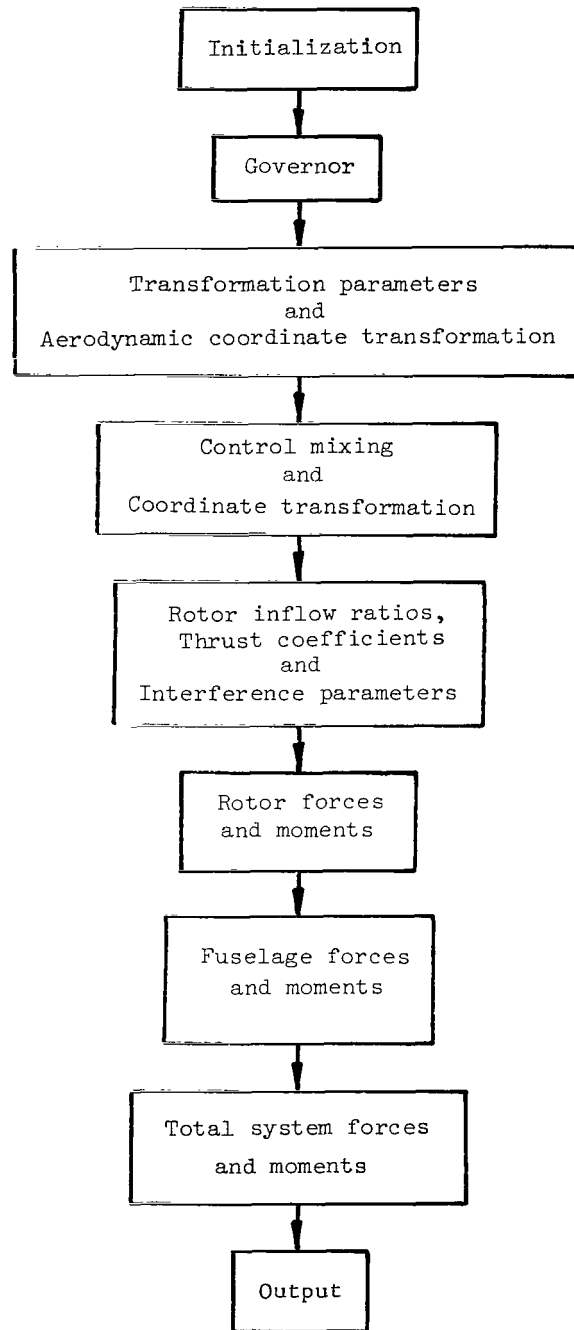 Initialization
Governor
Transformation parameters
and
Aerodynamic coordinate transformation
Control mixing
and
Coordinate transformation
Rotor inflow ratios,
Thrust coefficients
and
Interference parameters
Rotor forces
and moments
Fuselage forces
and moments
Total system forces
and moments
Output